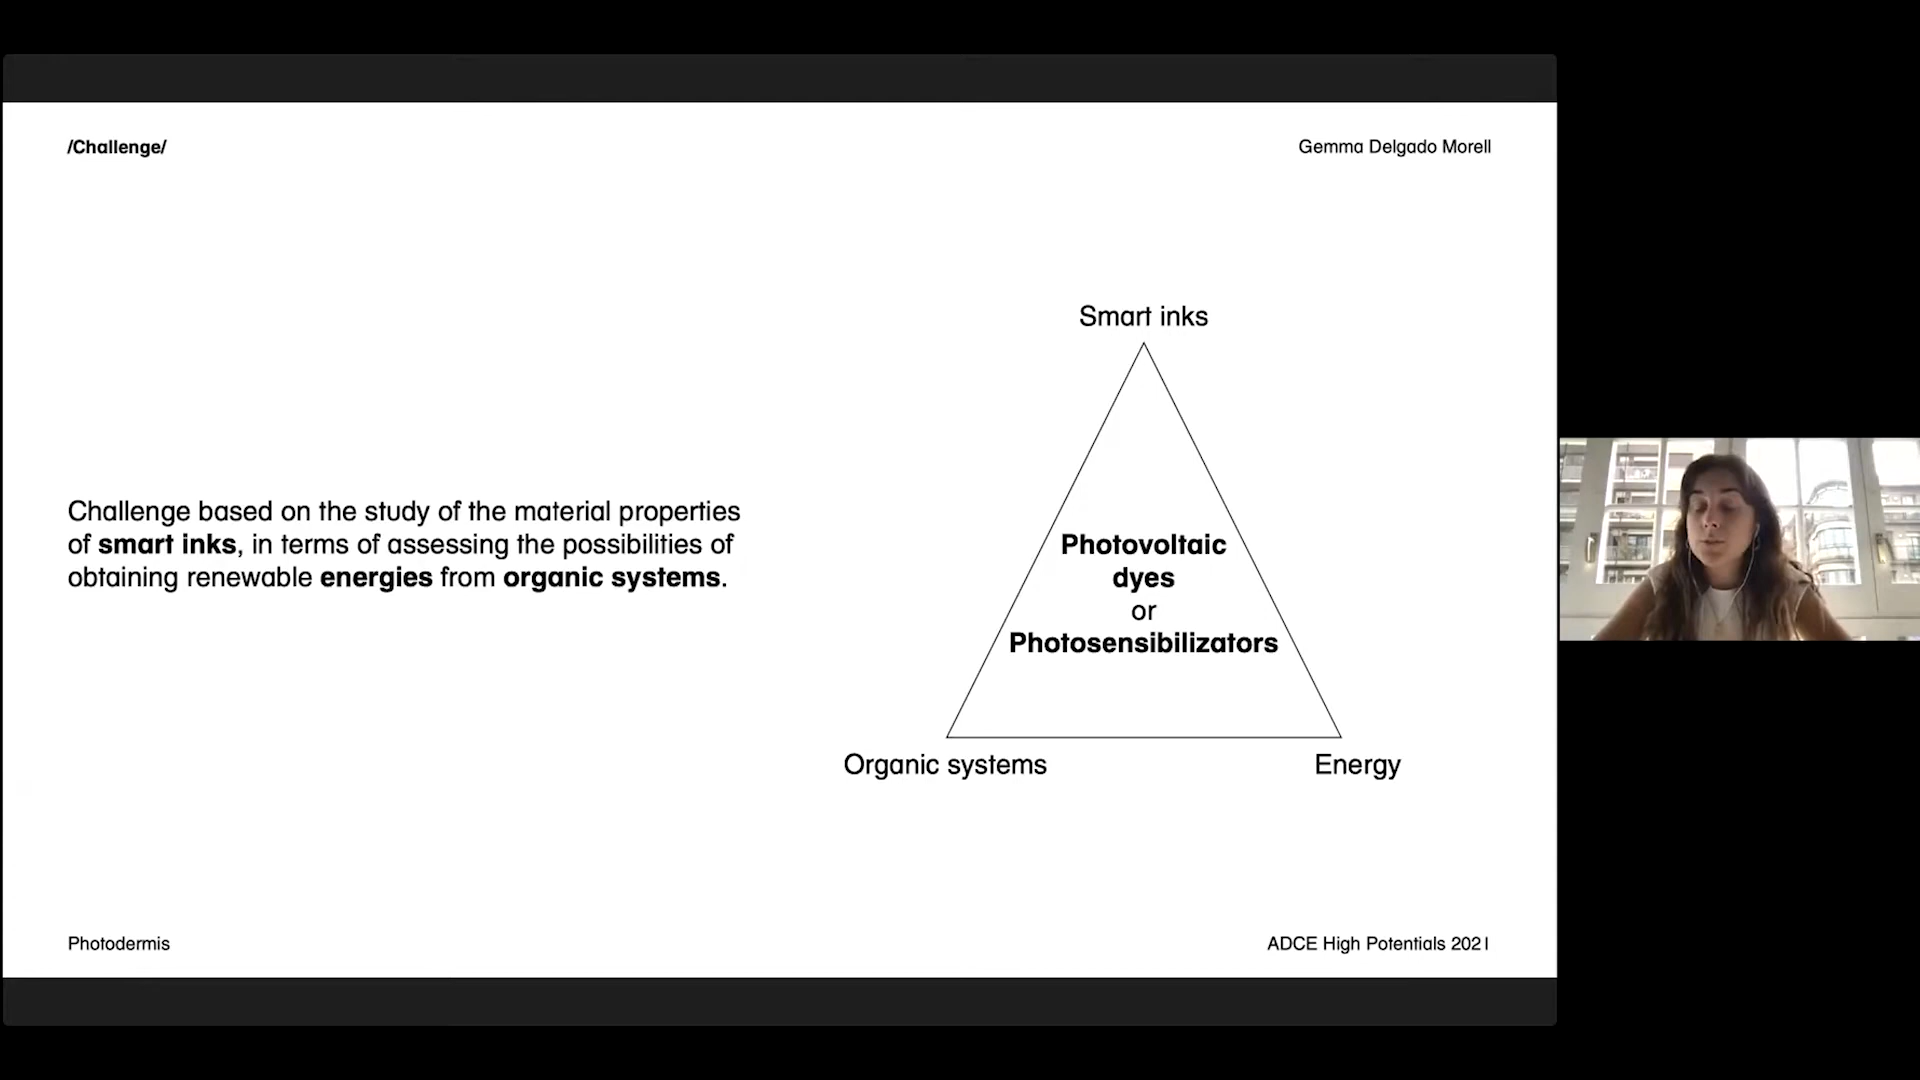 /Challenge/
Gemma Delgado Morell
Smart inks
Challenge based on the study of the material properties
of smart inks, in terms of assessing the possibilities of
obtaining renewable energies from organic systems.
Photovoltaic
dyes
or
Photosensibilizators
Organic systems
Energy
Photodermis
ADCE High Potentials 2021